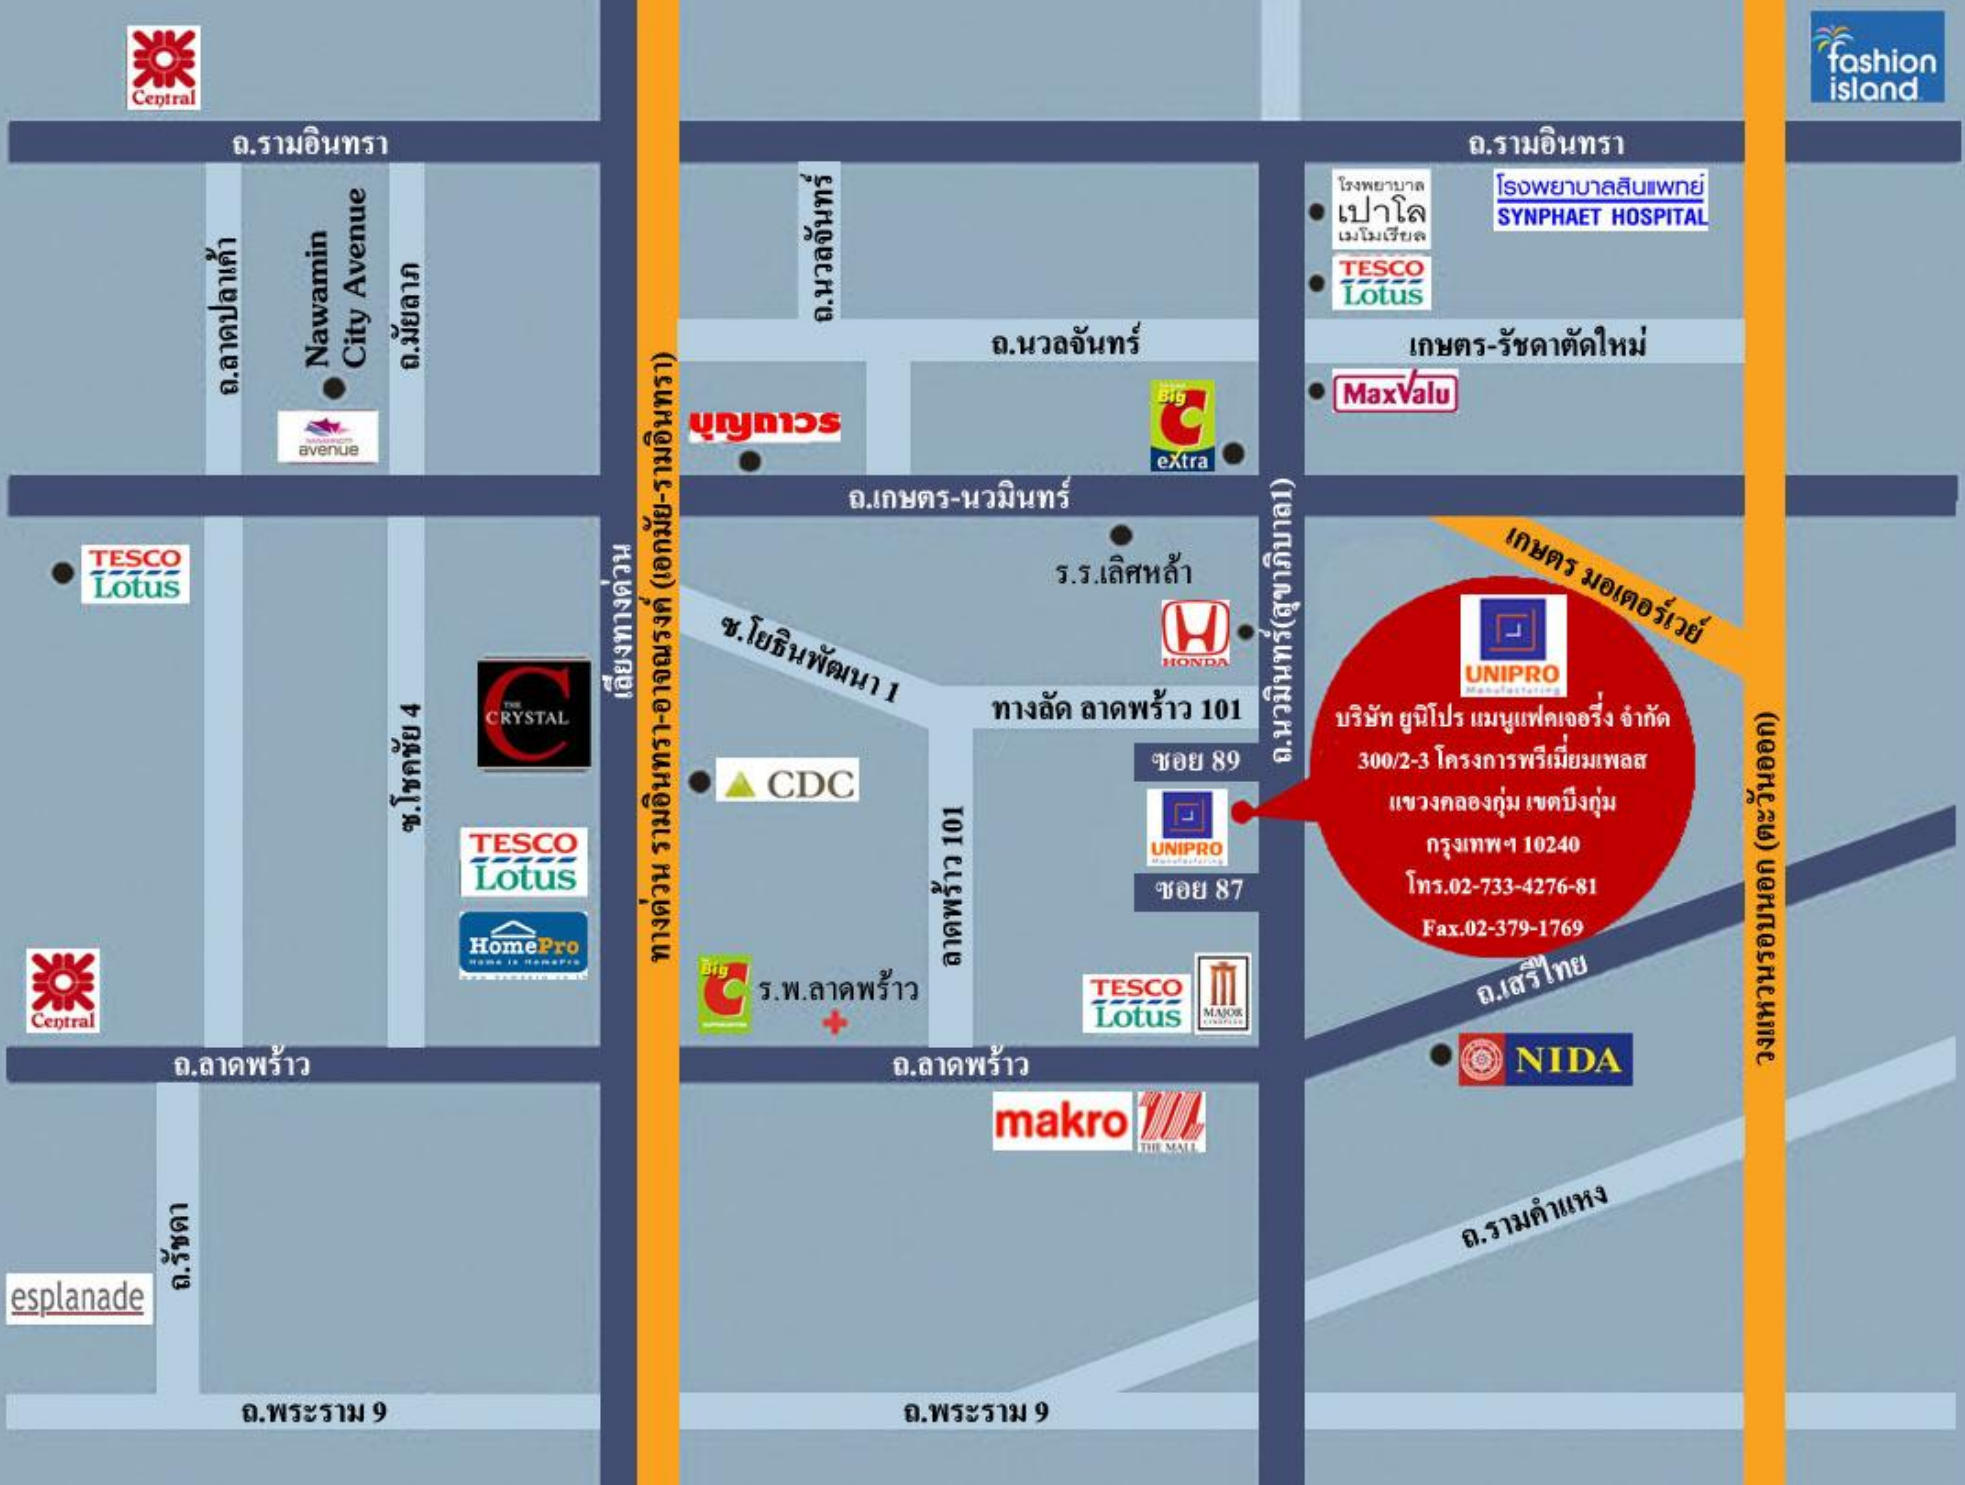 Central
fashion
island
ถ.รามอินทรา
ถ.รามอินทรา
ถ.ลาดปลาเค้า
Nawamin
City Avenue
avenue
ถ.มัยลาภ
ถ.นวลจันทร์
ถ.นวลจันทร์
โรงพยาบาล
เปาโล
เมโมเรียล
โรงพยาบาลสินแพทย์
SYNPHAET HOSPITAL
TESCO
Lotus
เกษตร-รัชดาตัดใหม่
MaxValu
บุญถาวร
Big
C
eXtra
ถ.เกษตร-นวมินทร์
เกษตร มอเตอร์เวย์
TESCO
Lotus
เลียงทางด่วน
ทางด่วน รามอินทรา-อาจณรงค์ (เอกมัย-รามอินทรา)
ซ.โยธินพัฒนา 1
ร.ร.เลิศหล้า
HONDA
ถ.นวมินทร์(สุขาภิบาล1)
THE
CRYSTAL
ซ.โชคชัย 4
ทางลัด ลาดพร้าว 101
ซอย 89
UNIPRO
Manufacturing
ซอย 87
UNIPRO
Manufacturing
บริษัท ยูนิโปร แมนูแฟคเจอริ่ง จำกัด
300/2-3 โครงการพรีเมี่ยมเพลส
แขวงคลองกุ่ม เขตบึงกุ่ม
กรุงเทพฯ 10240
โทร.02-733-4276-81
Fax.02-379-1769
วงแหวนรอบนอก (ตะวันออก)
CDC
ลาดพร้าว 101
TESCO
Lotus
HomePro
Home is HomePro
Central
Big
C
ร.พ.ลาดพร้าว
TESCO
Lotus
MAJOR
CINEPLEX
ถ.เสรีไทย
NIDA
ถ.ลาดพร้าว
ถ.ลาดพร้าว
makro
THE MALL
ถ.รัชดา
esplanade
ถ.รามคำแหง
ถ.พระราม 9
ถ.พระราม 9